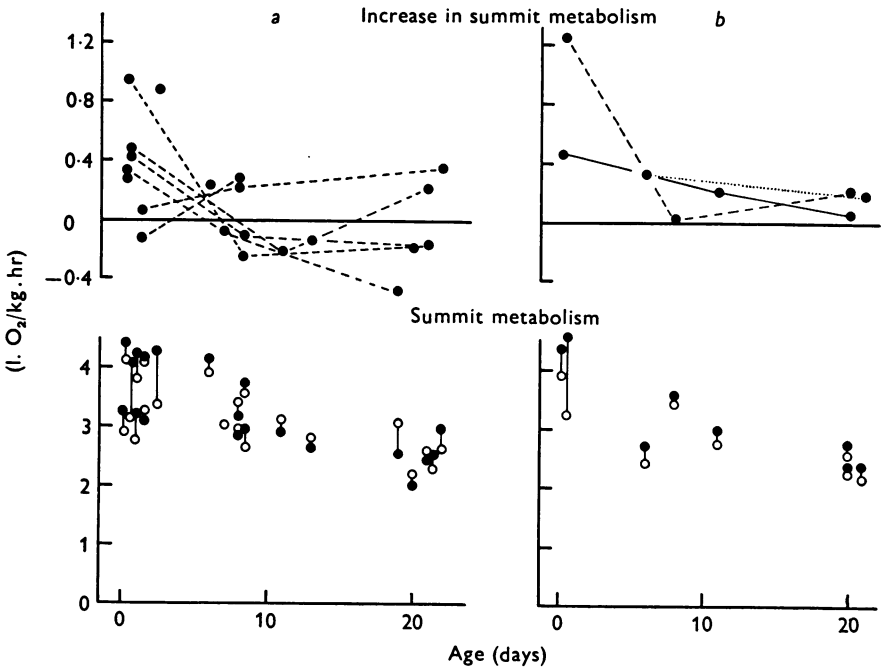 a Increase in summit metabolism b
1·2
0·8
0·4
0
−0·4
(l. O₂/kg.hr)
Summit metabolism
4
3
2
1
0
0 10 20 0 10 20
Age (days)